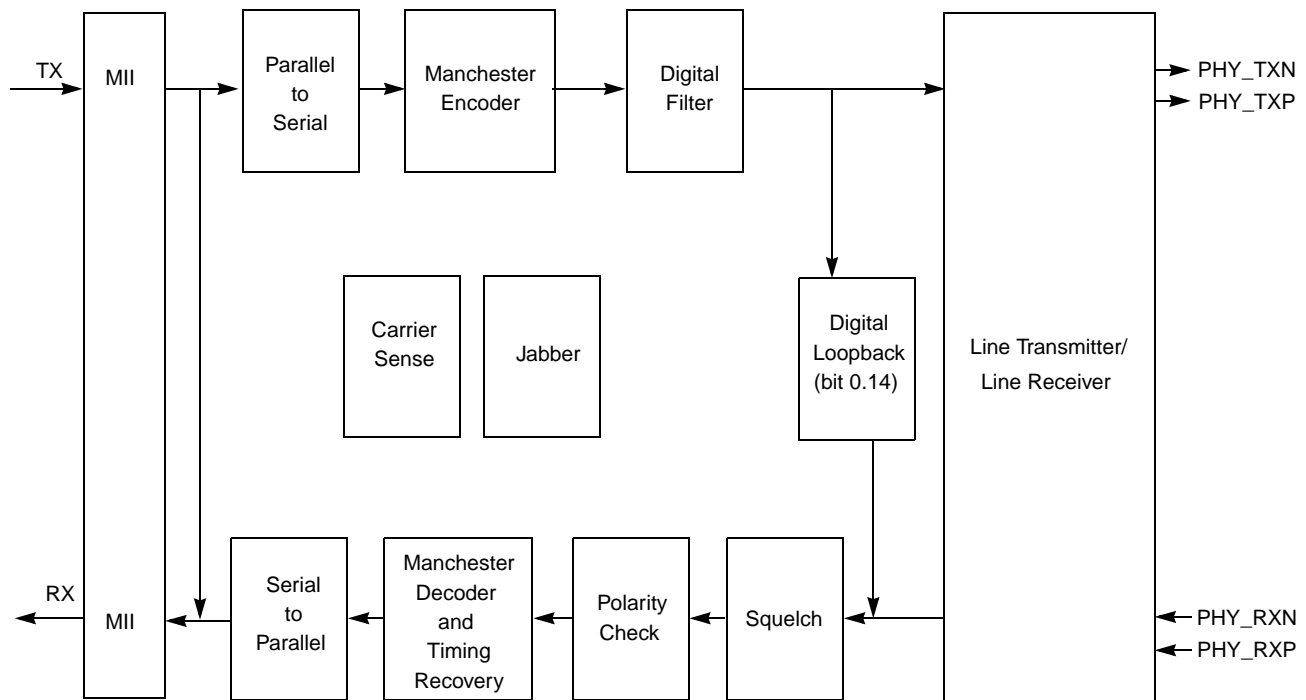 TX
MII
Parallel
to
Serial
Manchester
Encoder
Digital
Filter
PHY_TXN
PHY_TXP
Carrier
Sense
Jabber
Digital
Loopback
(bit 0.14)
Line Transmitter/
Line Receiver
RX
MII
Serial
to
Parallel
Manchester
Decoder
and
Timing
Recovery
Polarity
Check
Squelch
PHY_RXN
PHY_RXP